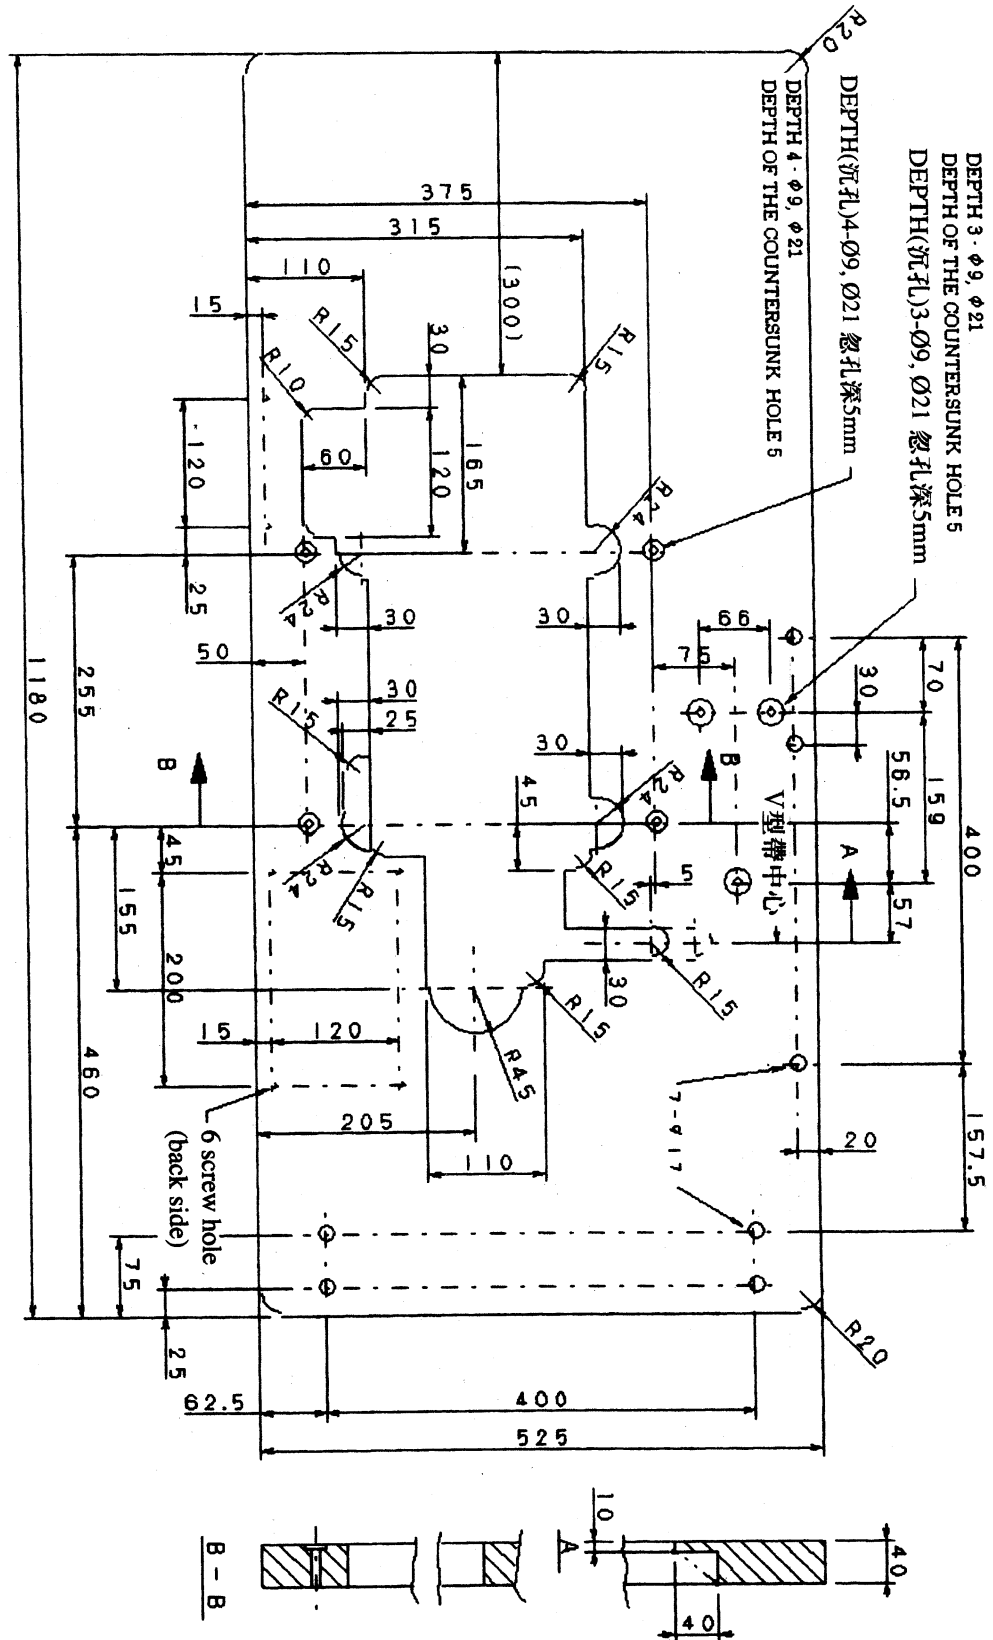 R20
DEPTH 3 - φ9, φ21
DEPTH OF THE COUNTERSUNK HOLE 5
DEPTH(沉孔)3-Ø9, Ø21 忽孔深5mm
DEPTH(沉孔)4-Ø9, Ø21 忽孔深5mm
DEPTH 4 - φ9, φ21
DEPTH OF THE COUNTERSUNK HOLE 5
375
315
110
(300)
15
R15
30
R15
R10
120
60
120
165
R24
25
R24
30
30
66
75
70
30
50
1180
255
30
R15
25
30
R24
45
B
B
56.5
159
400
V型帶中心
A
45
R24
R15
R15
5
57
155
200
30
R15
R15
15
120
R45
460
205
110
7-φ17
20
157.5
6 screw hole
(back side)
75
25
R20
62.5
400
525
10
A
40
40
B - B